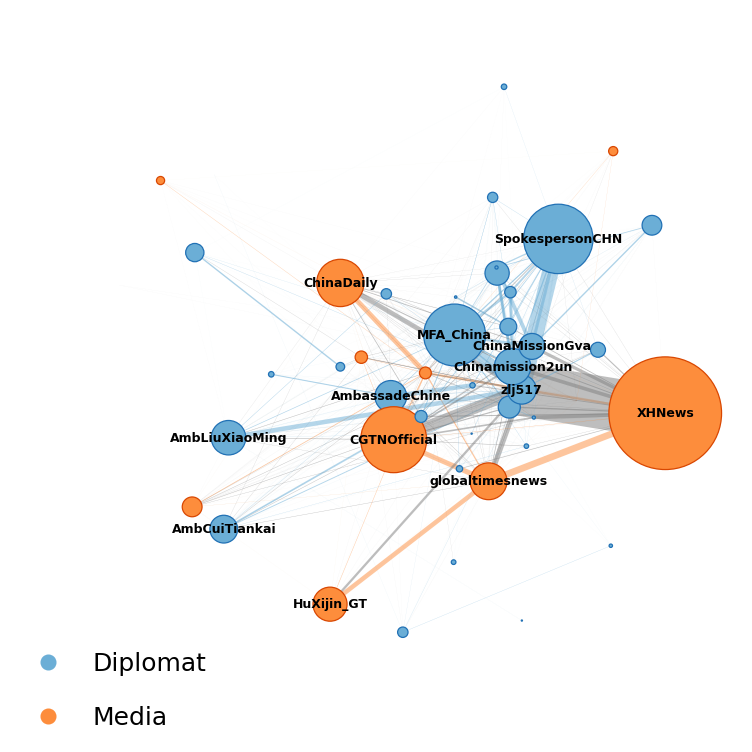 SpokespersonCHN
ChinaDaily
MFA_China
ChinaMissionGva
Chinamission2un
zlj517
AmbassadeChine
XHNews
AmbLiuXiaoMing
CGTNOfficial
globaltimesnews
AmbCuiTiankai
HuXijin_GT
Diplomat
Media